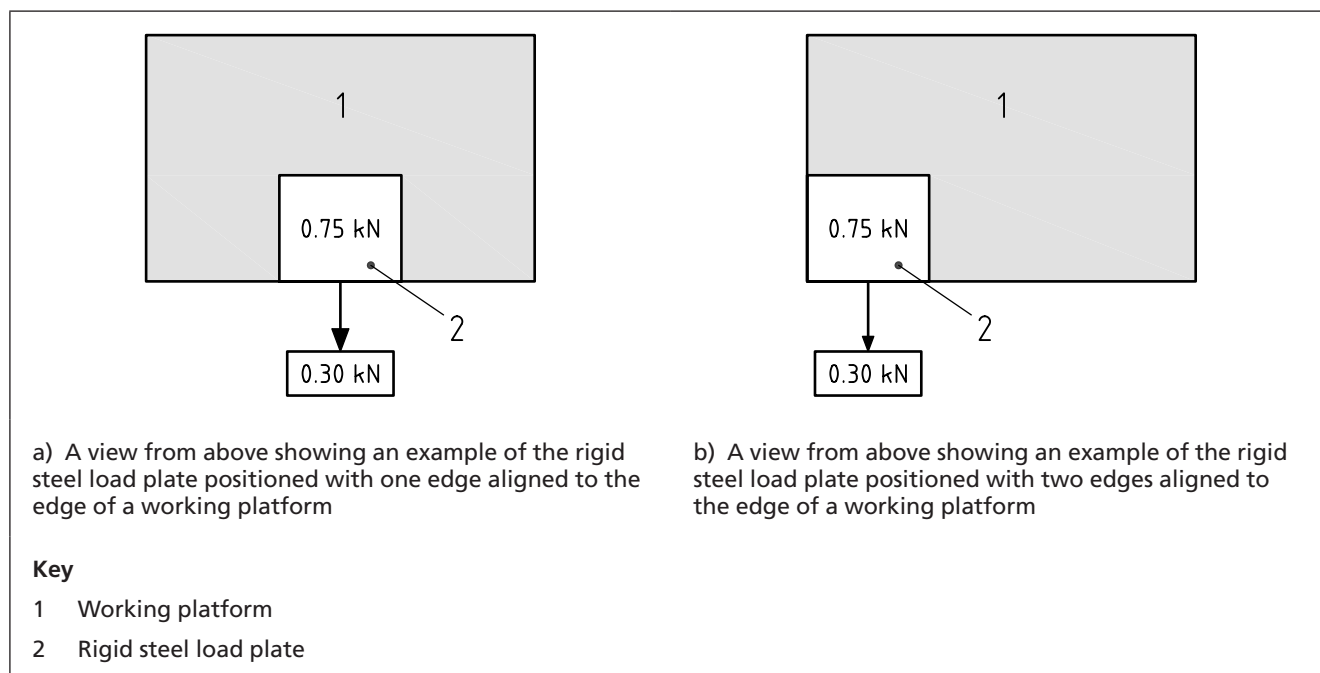 1
0.75 kN
2
0.30 kN
a) A view from above showing an example of the rigid
steel load plate positioned with one edge aligned to the
edge of a working platform
1
0.75 kN
2
0.30 kN
b) A view from above showing an example of the rigid
steel load plate positioned with two edges aligned to
the edge of a working platform
Key
1 Working platform
2 Rigid steel load plate